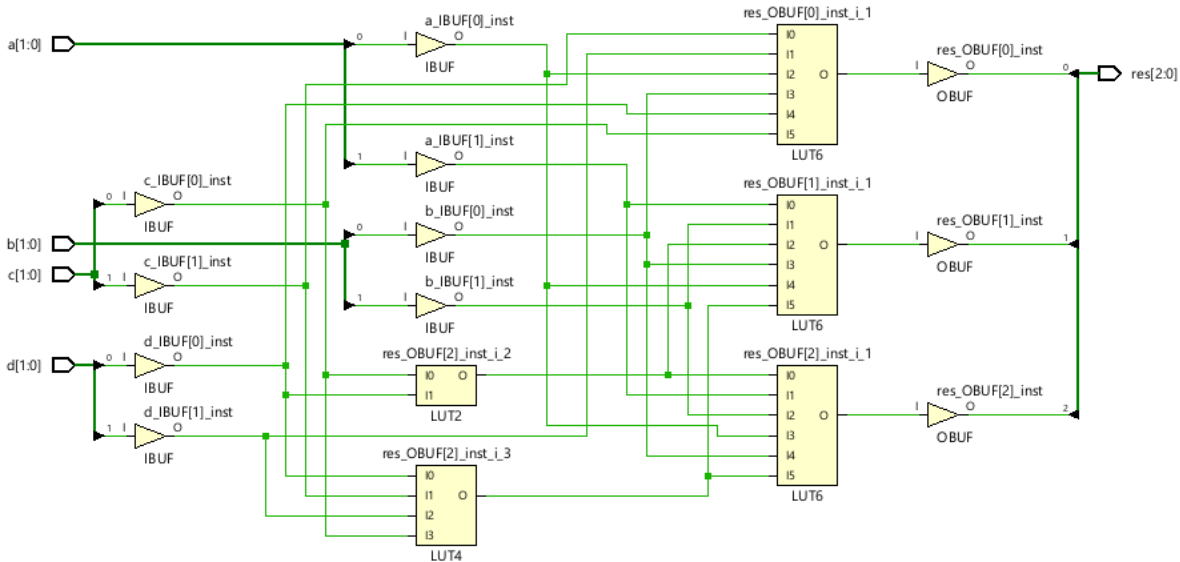 res_OBUF[0]_inst_i_1
a_IBUF[0]_inst
a[1:0]
0
I
O
IBUF
I0
I1
I2
I3
I4
I5
O
LUT6
res_OBUF[0]_inst
I
O
OBUF
0
res[2:0]
a_IBUF[1]_inst
1
I
O
IBUF
c_IBUF[0]_inst
0
I
O
IBUF
res_OBUF[1]_inst_i_1
I0
I1
I2
I3
I4
I5
O
LUT6
res_OBUF[1]_inst
I
O
OBUF
1
b_IBUF[0]_inst
b[1:0]
0
I
O
IBUF
c[1:0]
c_IBUF[1]_inst
1
I
O
IBUF
b_IBUF[1]_inst
1
I
O
IBUF
d_IBUF[0]_inst
d[1:0]
0
I
O
IBUF
res_OBUF[2]_inst_i_2
I0
I1
O
LUT2
res_OBUF[2]_inst_i_1
I0
I1
I2
I3
I4
I5
O
LUT6
res_OBUF[2]_inst
I
O
OBUF
2
d_IBUF[1]_inst
1
I
O
IBUF
res_OBUF[2]_inst_i_3
I0
I1
I2
I3
O
LUT4